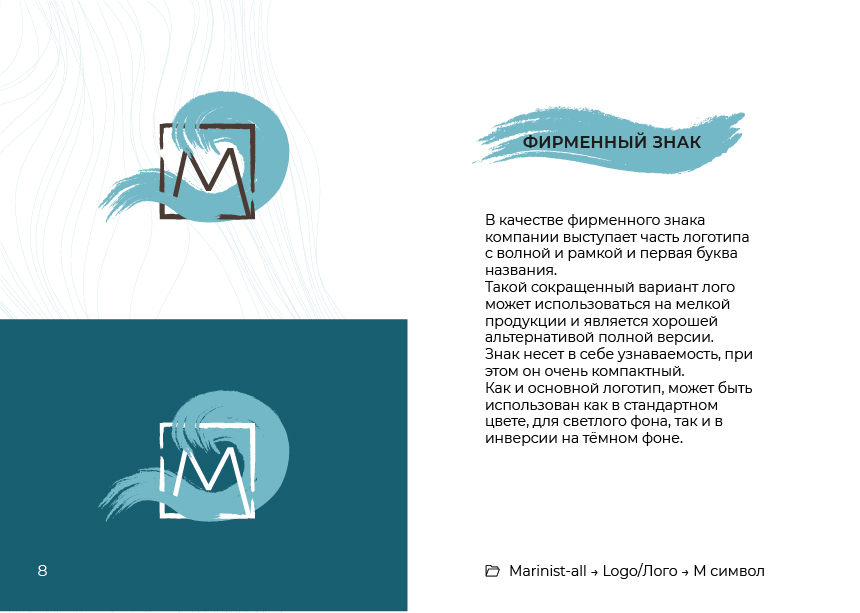 М
ФИРМЕННЫЙ ЗНАК
В качестве фирменного знака
компании выступает часть логотипа
с волной и рамкой и первая буква
названия.
Такой сокращенный вариант лого
может использоваться на мелкой
продукции и является хорошей
альтернативой полной версии.
Знак несет в себе узнаваемость, при
этом он очень компактный.
Как и основной логотип, может быть
использован как в стандартном
цвете, для светлого фона, так и в
инверсии на тёмном фоне.
М
8
Marinist-all → Logo/Лого → М символ